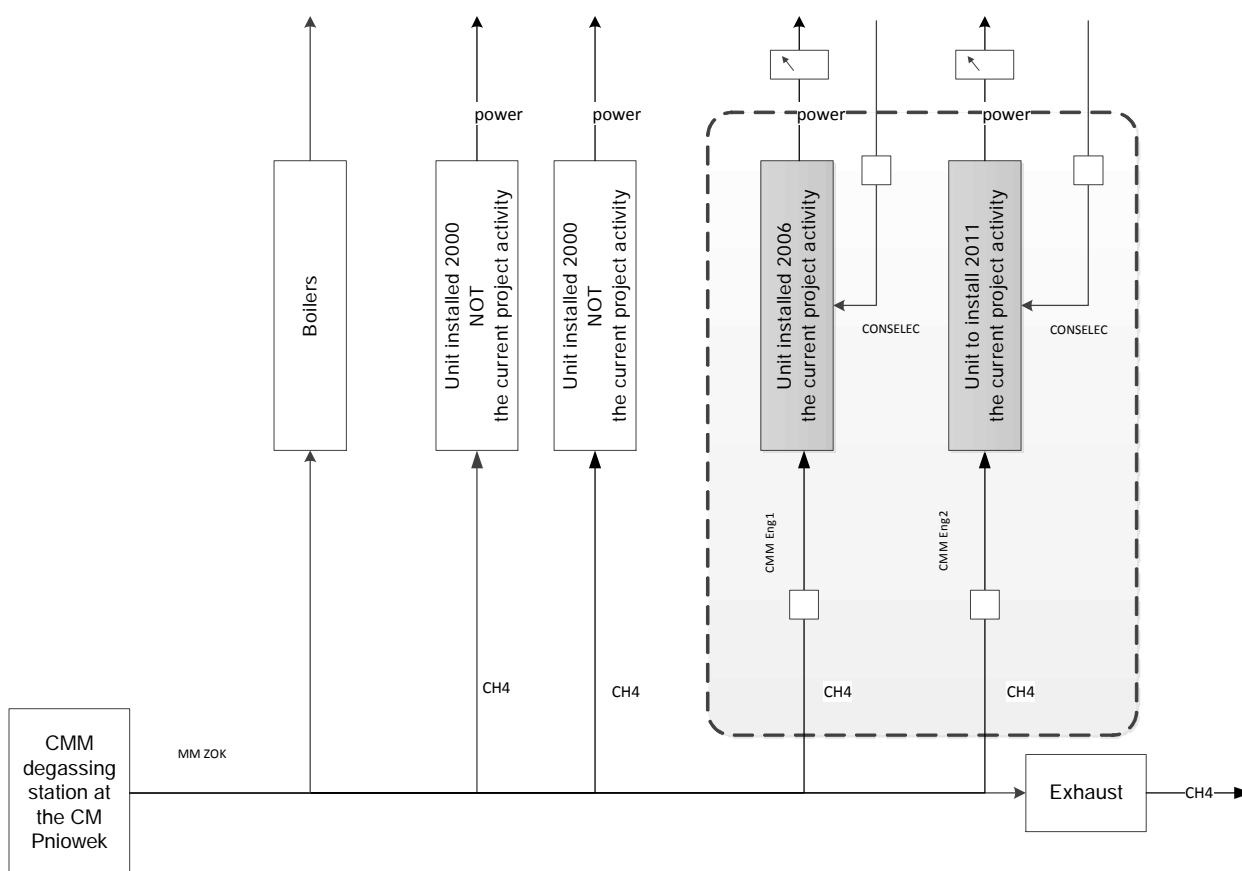 power
power
power
power
Boilers
Unit installed 2000
NOT
the current project activity
Unit installed 2000
NOT
the current project activity
Unit installed 2006
the current project activity
Unit to install 2011
the current project activity
CONSELEC
CONSELEC
CMM Eng1
CMM Eng2
CH4
CH4
CH4
CH4
CMM
degassing
station at
the CM
Pniowek
MM ZOK
Exhaust
CH4